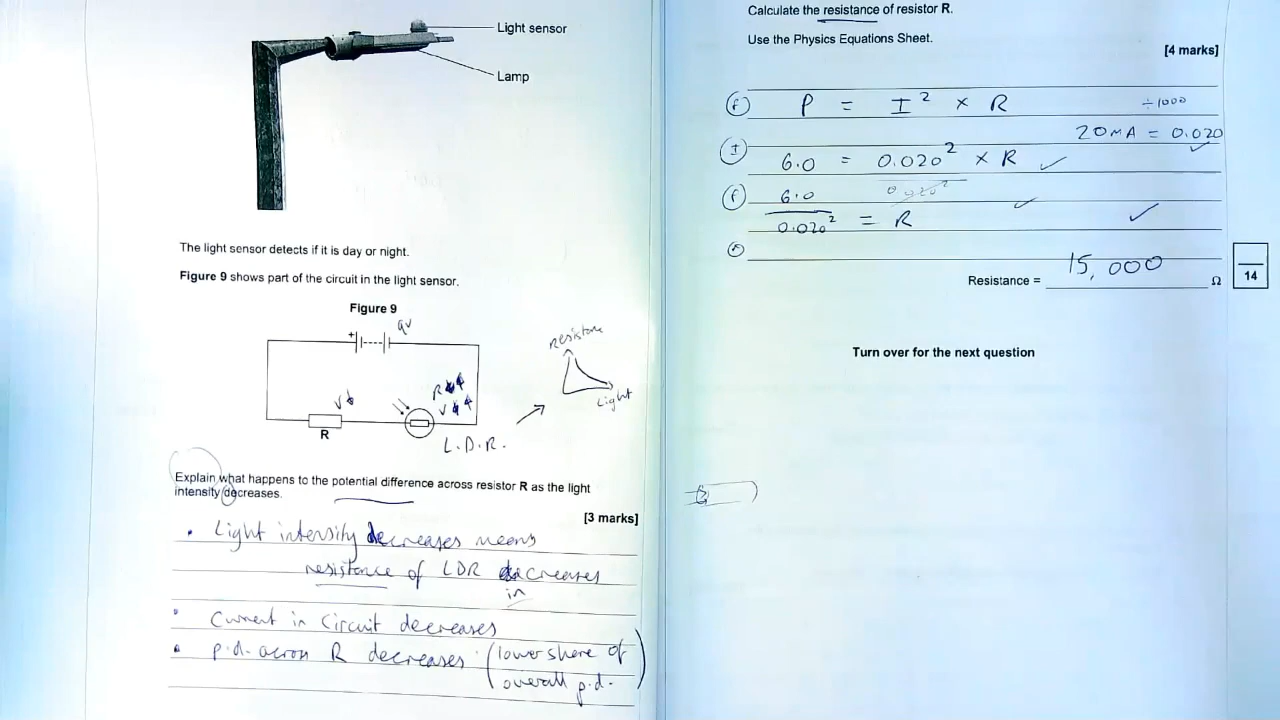 Light sensor
Lamp
The light sensor detects if it is day or night.
Figure 9 shows part of the circuit in the light sensor.
Figure 9
+
9V
R
L.D.R.
resistance
Light
Explain what happens to the potential difference across resistor R as the light
intensity decreases.
[3 marks]
• Light intensity decreases means
resistance of LDR creases
in
• Current in circuit decreases
• p.d. across R decreases (lower share of
overall p.d.)
Calculate the resistance of resistor R.
Use the Physics Equations Sheet.
[4 marks]
P = I² × R
÷1000
20mA = 0.020
6.0 = 0.020² × R
0.020²
6.0
0.020² = R
15,000
Resistance = Ω
14
Turn over for the next question